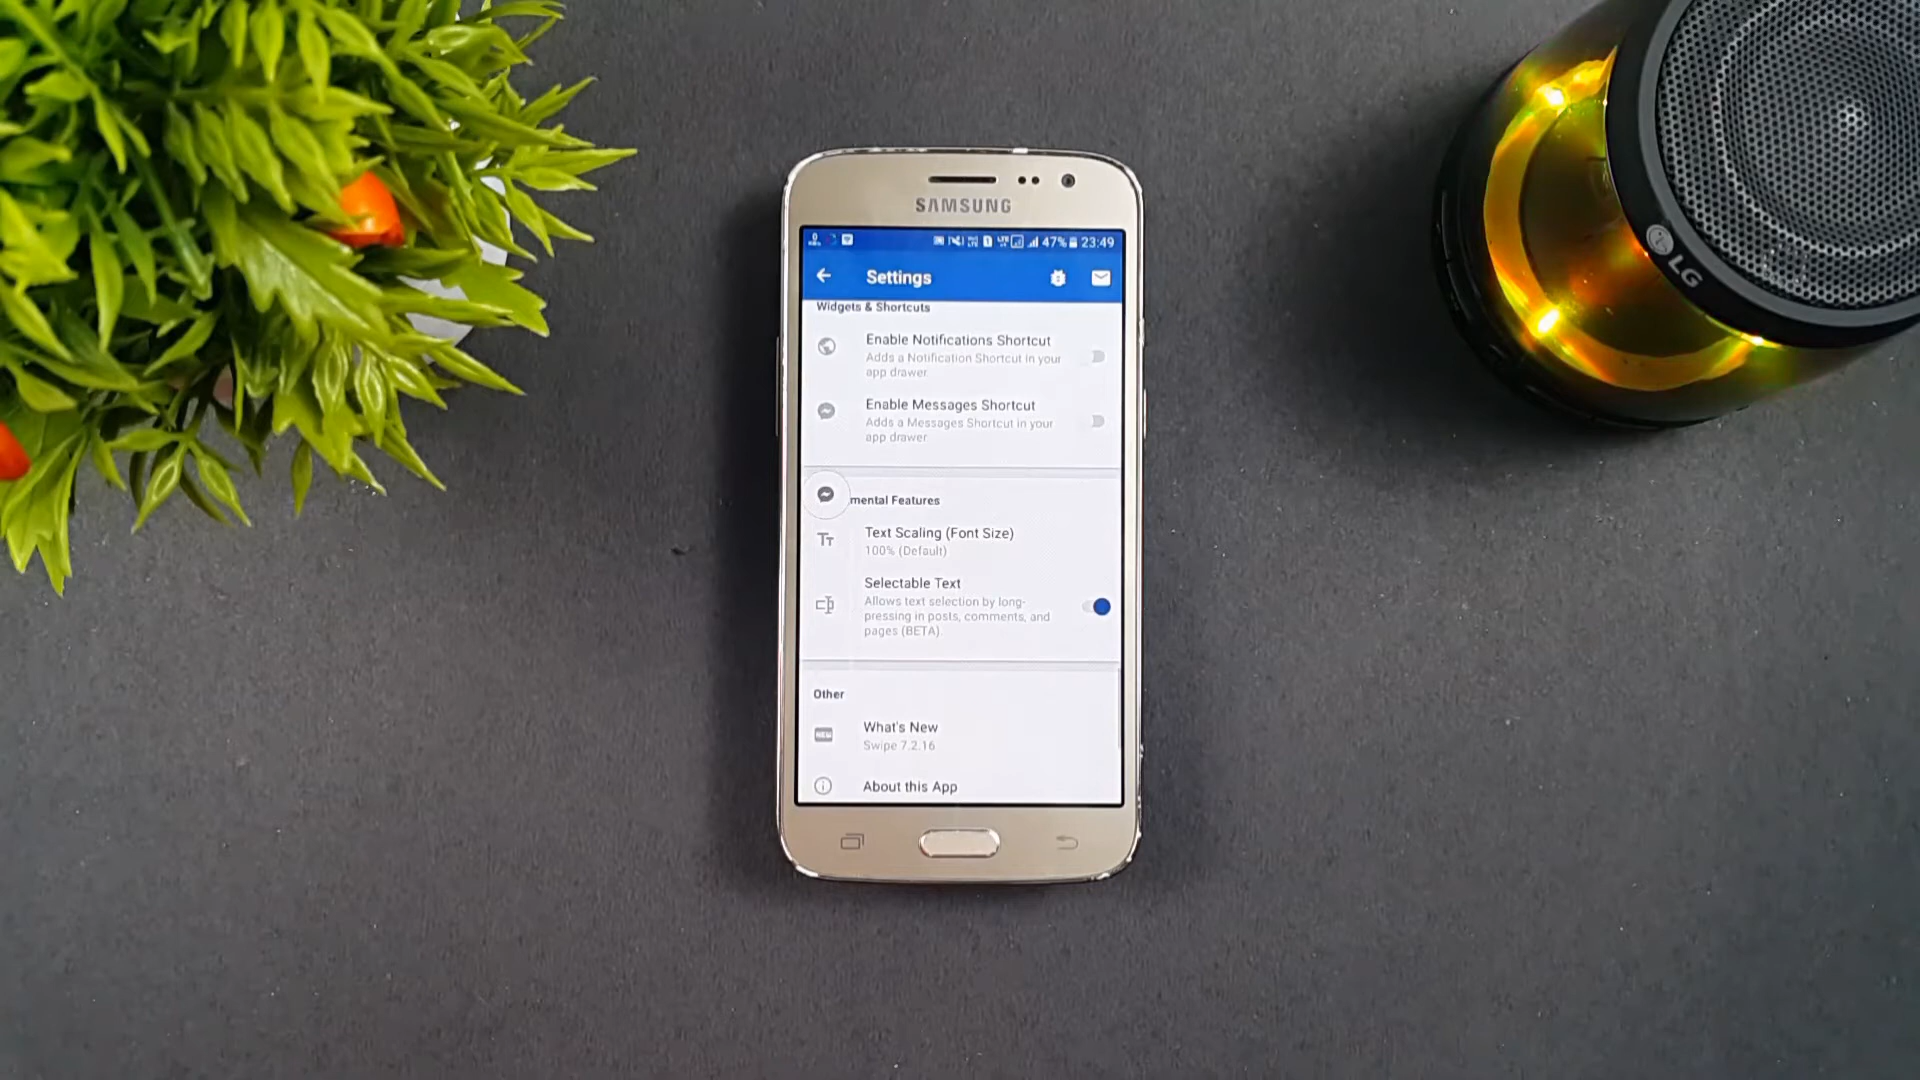 SAMSUNG
47% 23:49
Settings
Widgets & Shortcuts
Enable Notifications Shortcut
Adds a Notification Shortcut in your
app drawer
Enable Messages Shortcut
Adds a Messages Shortcut in your
app drawer
mental Features
Text Scaling (Font Size)
100% (Default)
Selectable Text
Allows text selection by long-
pressing in posts, comments, and
pages (BETA).
Other
NEW
What's New
Swipe 7.2.16
About this App
LG